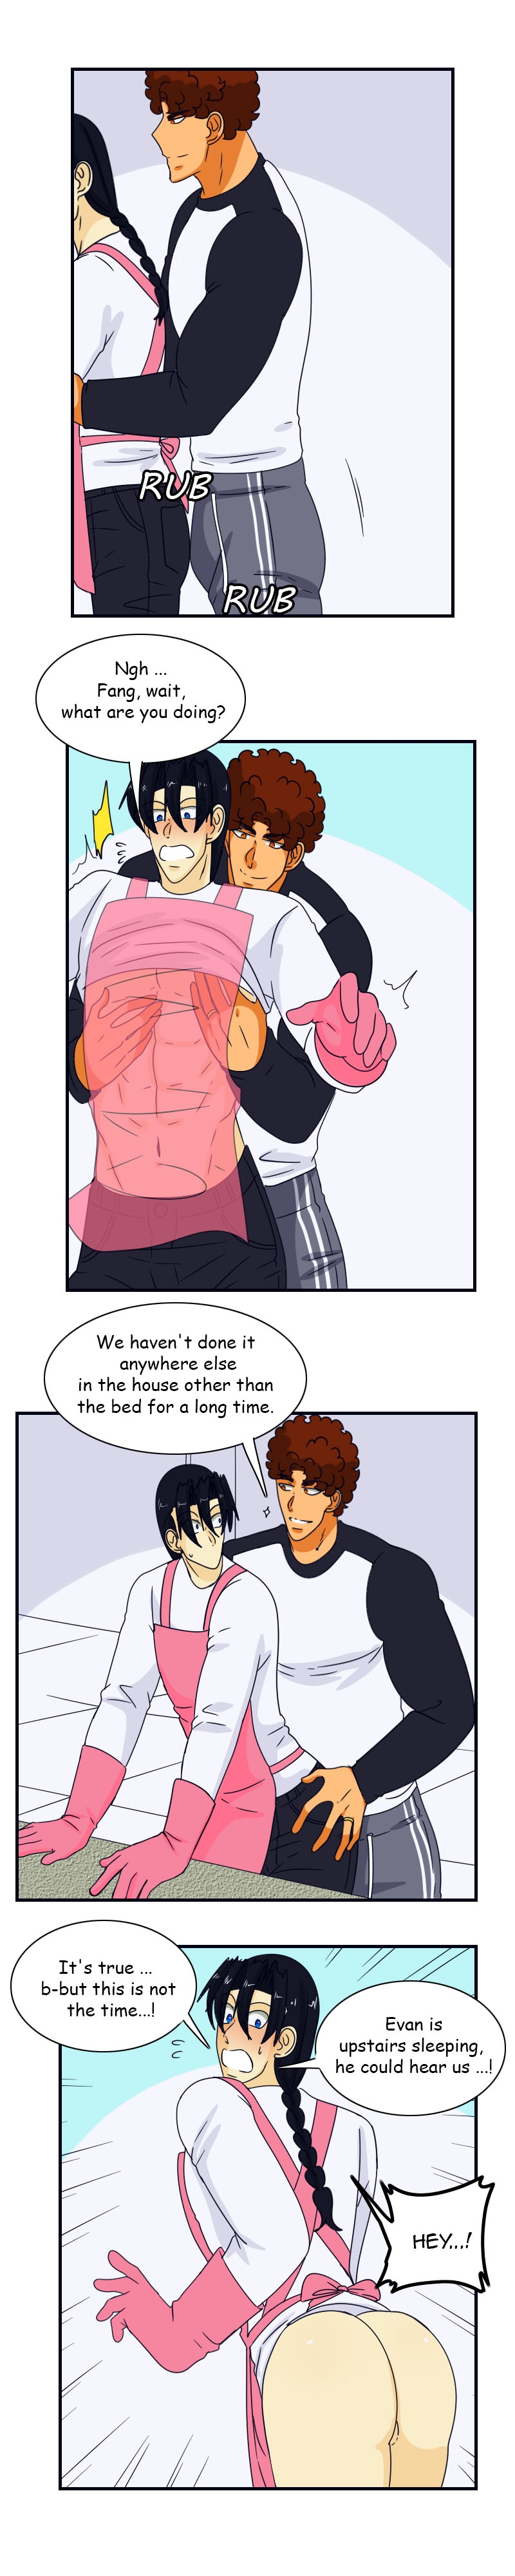 RUB
RUB
Ngh ...
Fang, wait,
what are you doing?
We haven't done it
anywhere else
in the house other than
the bed for a long time.
It's true ...
b-but this is not
the time...!
Evan is
upstairs sleeping,
he could hear us ...!
HEY...!